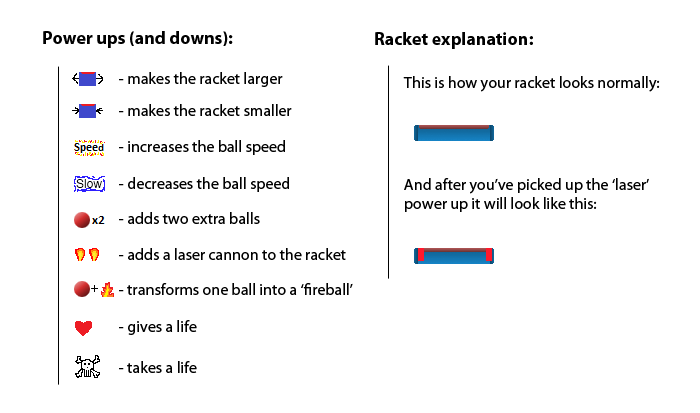 Power ups (and downs):
- makes the racket larger
- makes the racket smaller
Speed - increases the ball speed
Slow - decreases the ball speed
x2 - adds two extra balls
- adds a laser cannon to the racket
+ - transforms one ball into a ‘fireball’
- gives a life
- takes a life
Racket explanation:
This is how your racket looks normally:
And after you’ve picked up the ‘laser’
power up it will look like this: